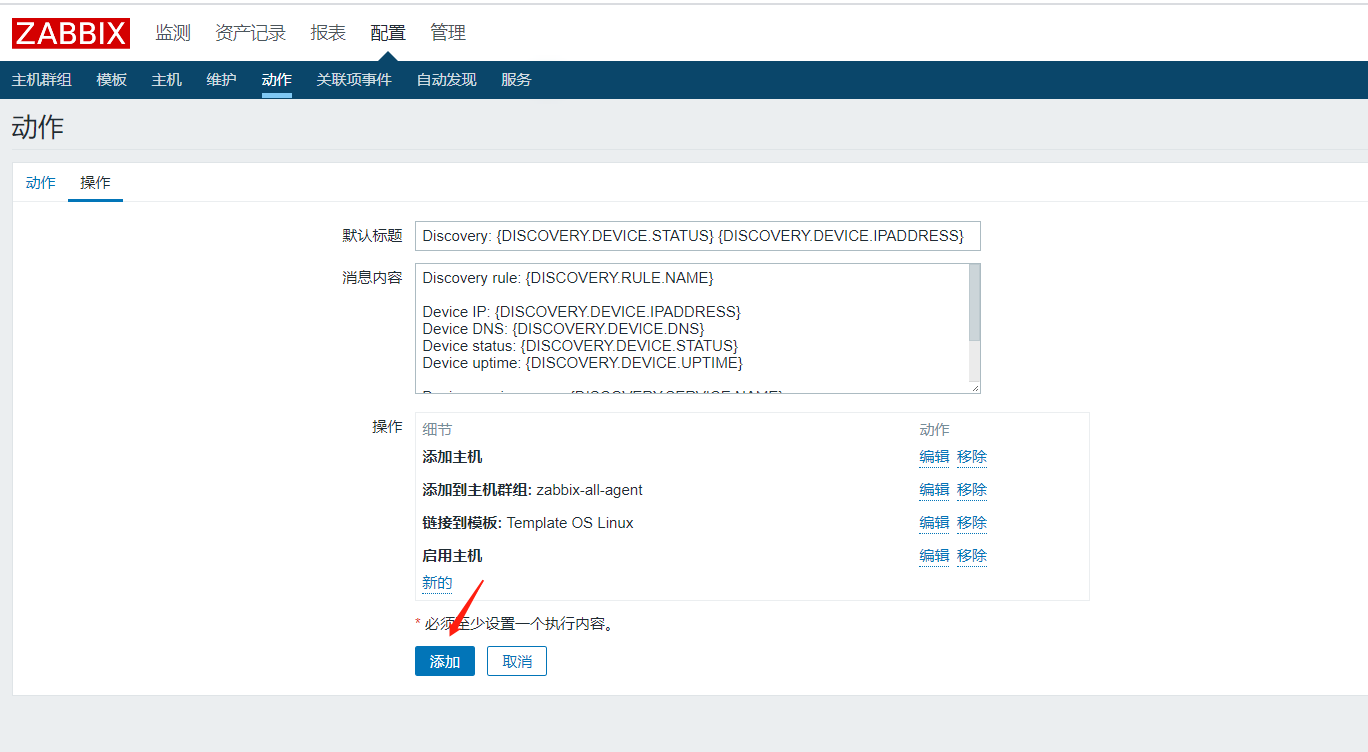 ZABBIX 监测 资产记录 报表 配置 管理
主机群组 模板 主机 维护 动作 关联项事件 自动发现 服务
动作
动作 操作
默认标题 Discovery: {DISCOVERY.DEVICE.STATUS} {DISCOVERY.DEVICE.IPADDRESS}
消息内容 Discovery rule: {DISCOVERY.RULE.NAME}
Device IP: {DISCOVERY.DEVICE.IPADDRESS}
Device DNS: {DISCOVERY.DEVICE.DNS}
Device status: {DISCOVERY.DEVICE.STATUS}
Device uptime: {DISCOVERY.DEVICE.UPTIME}
操作 细节 动作
添加主机 编辑 移除
添加到主机群组: zabbix-all-agent 编辑 移除
链接到模板: Template OS Linux 编辑 移除
启用主机 编辑 移除
新的
* 必须至少设置一个执行内容。
添加 取消